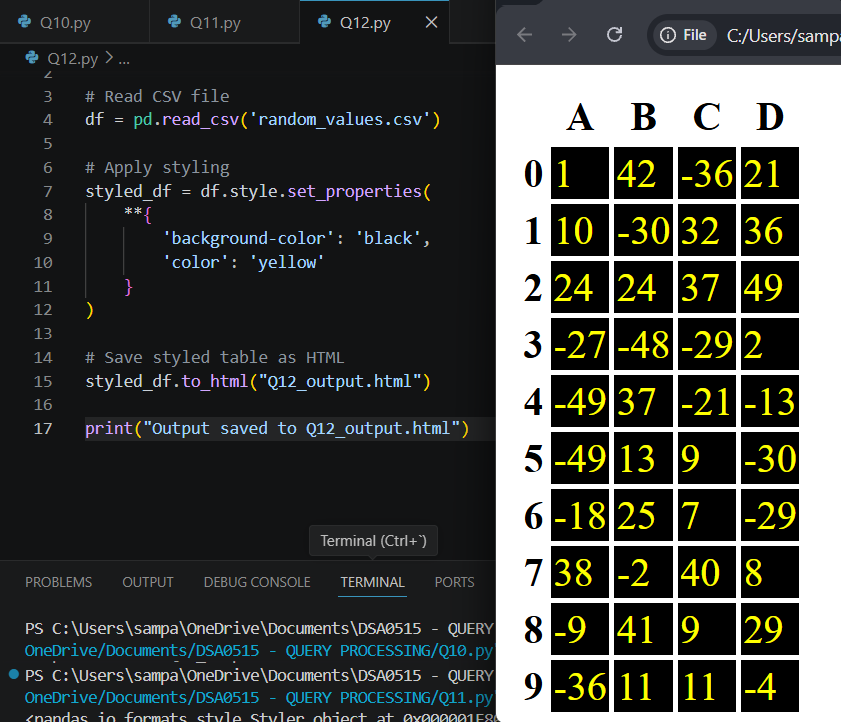 Q10.py Q11.py Q12.py
Q12.py > ...
2
3 # Read CSV file
4 df = pd.read_csv('random_values.csv')
5
6 # Apply styling
7 styled_df = df.style.set_properties(
8 **{
9 'background-color': 'black',
10 'color': 'yellow'
11 }
12 )
13
14 # Save styled table as HTML
15 styled_df.to_html("Q12_output.html")
16
17 print("Output saved to Q12_output.html")
Terminal (Ctrl+`)
PROBLEMS OUTPUT DEBUG CONSOLE TERMINAL PORTS
PS C:\Users\sampa\OneDrive\Documents\DSA0515 - QUERY
OneDrive/Documents/DSA0515 - QUERY PROCESSING/Q10.py
PS C:\Users\sampa\OneDrive\Documents\DSA0515 - QUERY
OneDrive/Documents/DSA0515 - QUERY PROCESSING/Q11.py
<pandas.io.formats.style.Styler object at 0x000001F80
File C:/Users/sampa
A B C D
0 1 42 -36 21
1 10 -30 32 36
2 24 24 37 49
3 -27 -48 -29 2
4 -49 37 -21 -13
5 -49 13 9 -30
6 -18 25 7 -29
7 38 -2 40 8
8 -9 41 9 29
9 -36 11 11 -4